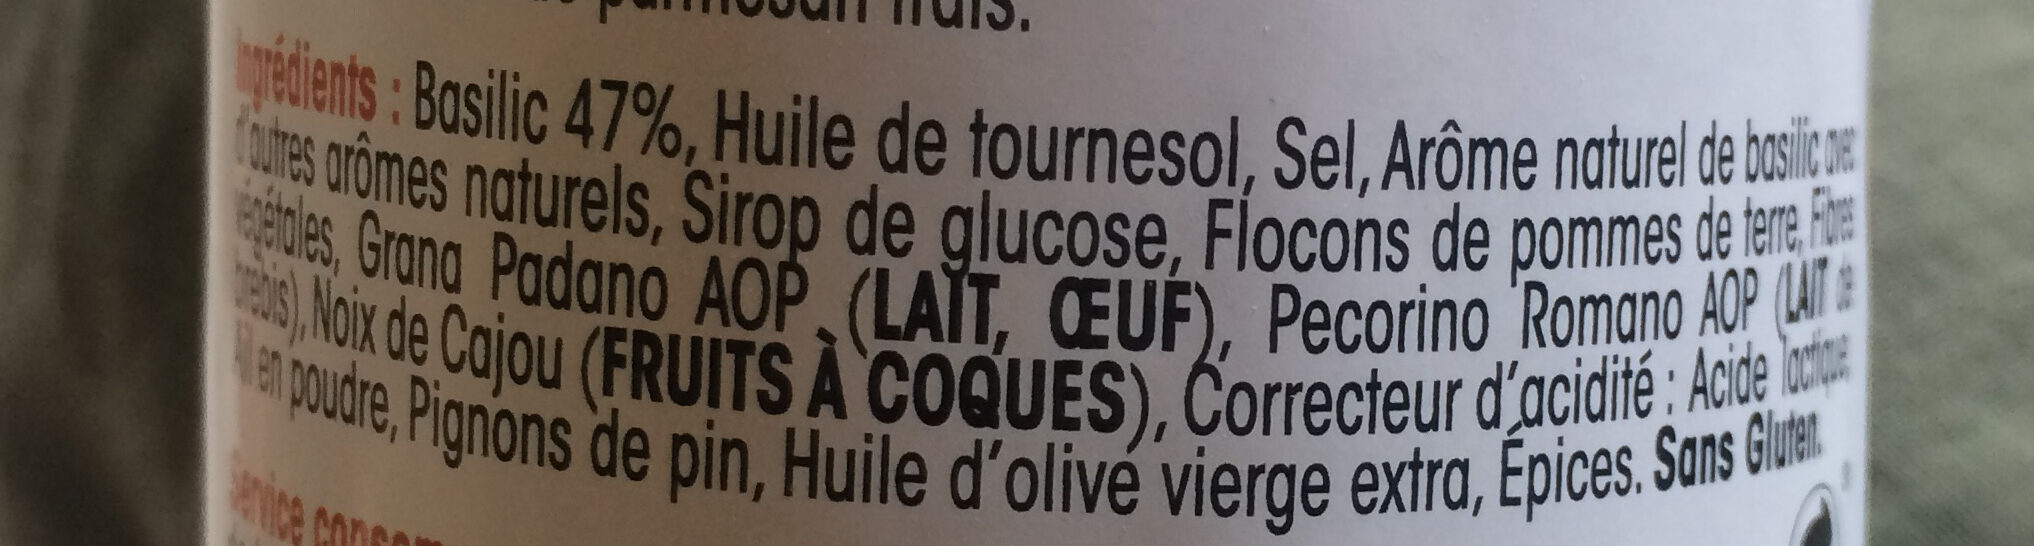 parmesan frais.
Ingrédients : Basilic 47%, Huile de tournesol, Sel, Arôme naturel de basilic avec
d'autres arômes naturels, Sirop de glucose, Flocons de pommes de terre, Fibres
végétales, Grana Padano AOP (LAIT, ŒUF), Pecorino Romano AOP (LAIT de
brebis), Noix de Cajou (FRUITS À COQUES), Correcteur d'acidité : Acide lactique,
Ail en poudre, Pignons de pin, Huile d'olive vierge extra, Épices. Sans Gluten.
Service